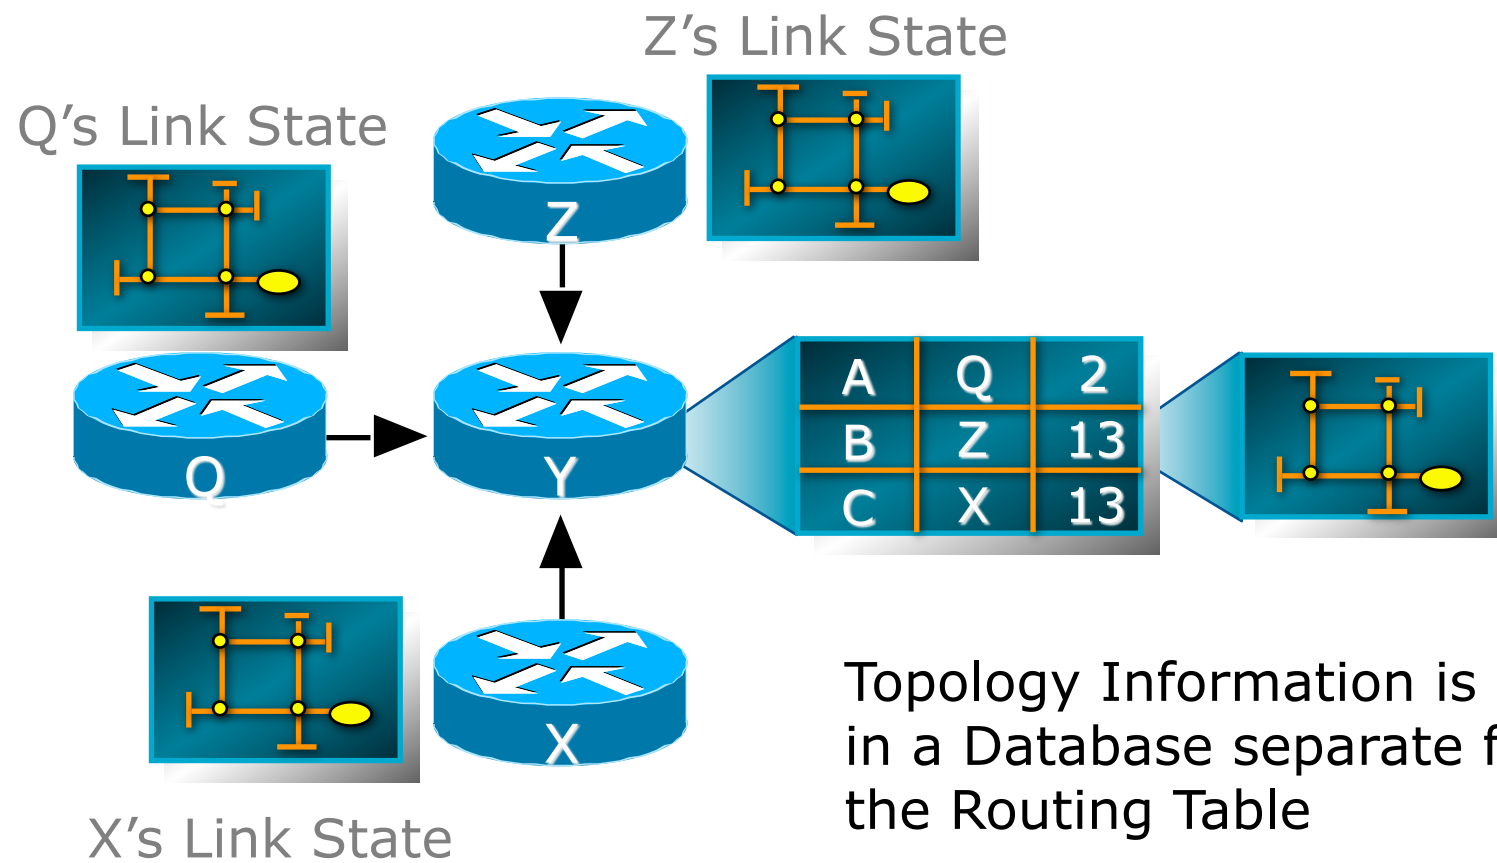 Z’s Link State
Q’s Link State
Z
Q
Y
A Q 2
B Z 13
C X 13
X
X’s Link State
Topology Information is
in a Database separate
the Routing Table